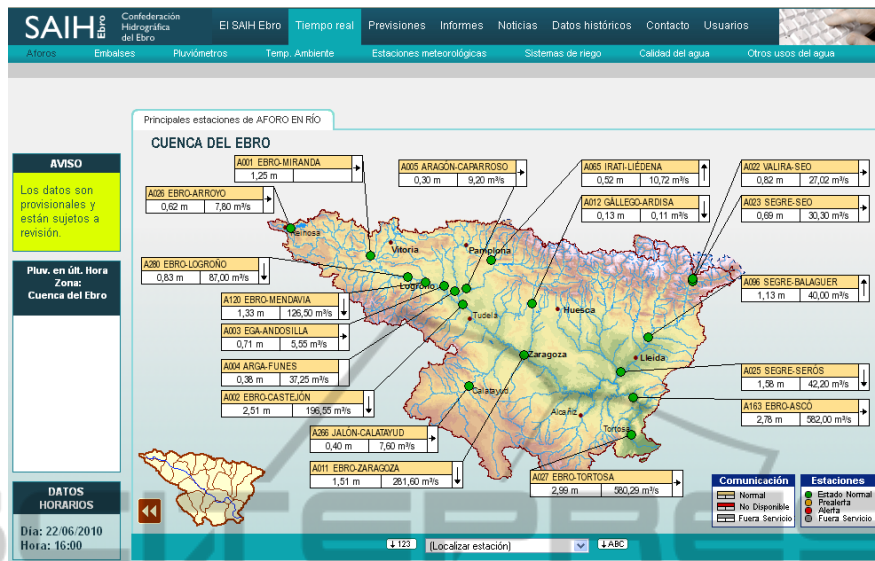 SAIH Ebro
Confederación
Hidrográfica
del Ebro
El SAIH Ebro Tiempo real Previsiones Informes Noticias Datos históricos Contacto Usuarios
Aforos Embalses Pluviómetros Temp. Ambiente Estaciones meteorológicas Sistemas de riego Calidad del agua Otros usos del agua
Principales estaciones de AFORO EN RÍO
CUENCA DEL EBRO
AVISO
Los datos son
provisionales y
están sujetos a
revisión.
Pluv. en últ. Hora
Zona:
Cuenca del Ebro
DATOS
HORARIOS
Día: 22/06/2010
Hora: 16:00
A001 EBRO-MIRANDA
1,25 m
A005 ARAGÓN-CAPARROSO
0,30 m 9,20 m³/s
A065 IRATI-LIÉDENA
0,52 m 10,72 m³/s
A022 VALIRA-SEO
0,82 m 27,02 m³/s
A026 EBRO-ARROYO
0,62 m 7,80 m³/s
A012 GÁLLEGO-ARDISA
0,13 m 0,11 m³/s
A023 SEGRE-SEO
0,69 m 30,30 m³/s
Reinosa
Vitoria
Pamplona
A280 EBRO-LOGROÑO
0,83 m 87,00 m³/s
Logroño
A096 SEGRE-BALAGUER
1,13 m 40,00 m³/s
A120 EBRO-MENDAVIA
1,33 m 126,50 m³/s
Tudela
Huesca
A003 EGA-ANDOSILLA
0,71 m 5,55 m³/s
Zaragoza
Lleida
A004 ARGA-FUNES
0,38 m 37,25 m³/s
A025 SEGRE-SERÓS
1,58 m 42,20 m³/s
A002 EBRO-CASTEJÓN
2,51 m 196,55 m³/s
Calatayud
A163 EBRO-ASCÓ
2,78 m 582,00 m³/s
Alcañiz
Tortosa
A266 JALÓN-CALATAYUD
0,40 m 7,60 m³/s
A011 EBRO-ZARAGOZA
1,51 m 281,60 m³/s
A027 EBRO-TORTOSA
2,99 m 580,29 m³/s
Comunicación
Normal
No Disponible
Fuera Servicio
Estaciones
Estado Normal
Prealerta
Alerta
Fuera Servicio
↓ 123 (Localizar estación) ↓ ABC